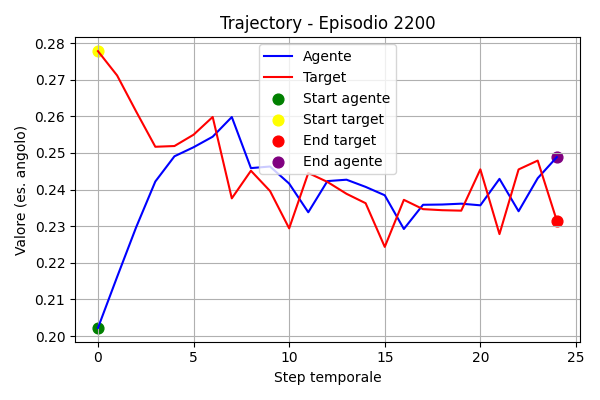 Trajectory - Episodio 2200
Valore (es. angolo)
0.28
0.27
0.26
0.25
0.24
0.23
0.22
0.21
0.20
Agente
Target
Start agente
Start target
End target
End agente
0
5
10
15
20
25
Step temporale